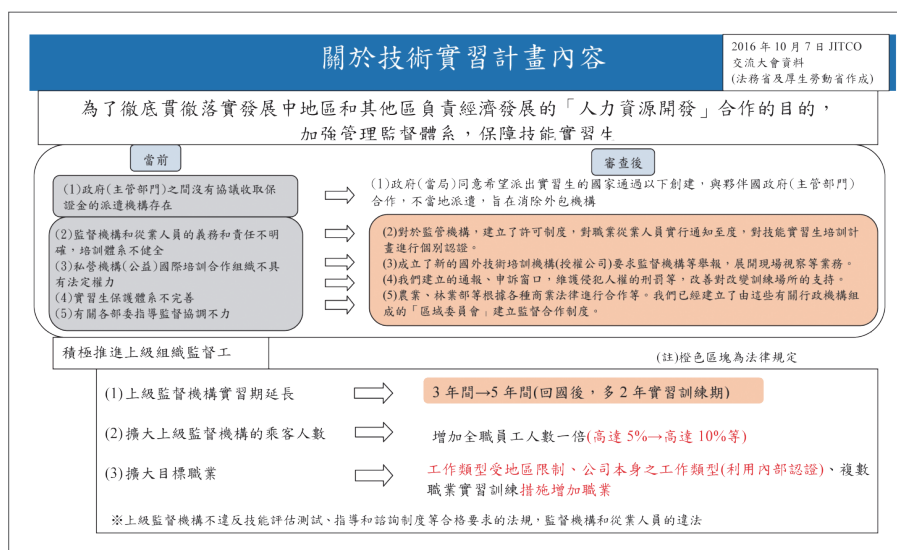 關於技術實習計畫內容
2016 年 10 月 7 日 JITCO
交流大會資料
(法務省及厚生勞動省作成)
為了徹底貫徹落實發展中地區和其他區負責經濟發展的「人力資源開發」合作的目的，
加強管理監督體系，保障技能實習生
當前
審查後
(1)政府(主管部門)之間沒有協議收取保
證金的派遣機構存在
(1)政府(當局)同意希望派出實習生的國家通過以下創建，與夥伴國政府(主管部門)
合作，不當地派遣，旨在消除外包機構
(2)監督機構和從業人員的義務和責任不明
確，培訓體系不健全
(3)私營機構(公益)國際培訓合作組織不具
有法定權力
(4)實習生保護體系不完善
(5)有關各部委指導監督協調不力
(2)對於監管機構，建立了許可制度，對職業從業人員實行通知至度，對技能實習生培訓計
畫進行個別認證。
(3)成立了新的國外技術培訓機構(授權公司)要求監督機構等舉報，展開現場視察等業務。
(4)我們建立的通報、申訴窗口，維護侵犯人權的刑罰等，改善對改變訓練場所的支持。
(5)農業、林業部等根據各種商業法律進行合作等。我們已經建立了由這些有關行政機構組
成的「區域委員會」建立監督合作制度。
積極推進上級組織監督工
(註)橙色區塊為法律規定
(1)上級監督機構實習期延長
3 年間→5 年間(回國後，多 2 年實習訓練期)
(2)擴大上級監督機構的乘客人數
增加全職員工人數一倍(高達 5%→高達 10%等)
(3)擴大目標職業
工作類型受地區限制、公司本身之工作類型(利用內部認證)、複數
職業實習訓練措施增加職業
※上級監督機構不違反技能評估測試、指導和諮詢制度等合格要求的法規，監督機構和從業人員的違法